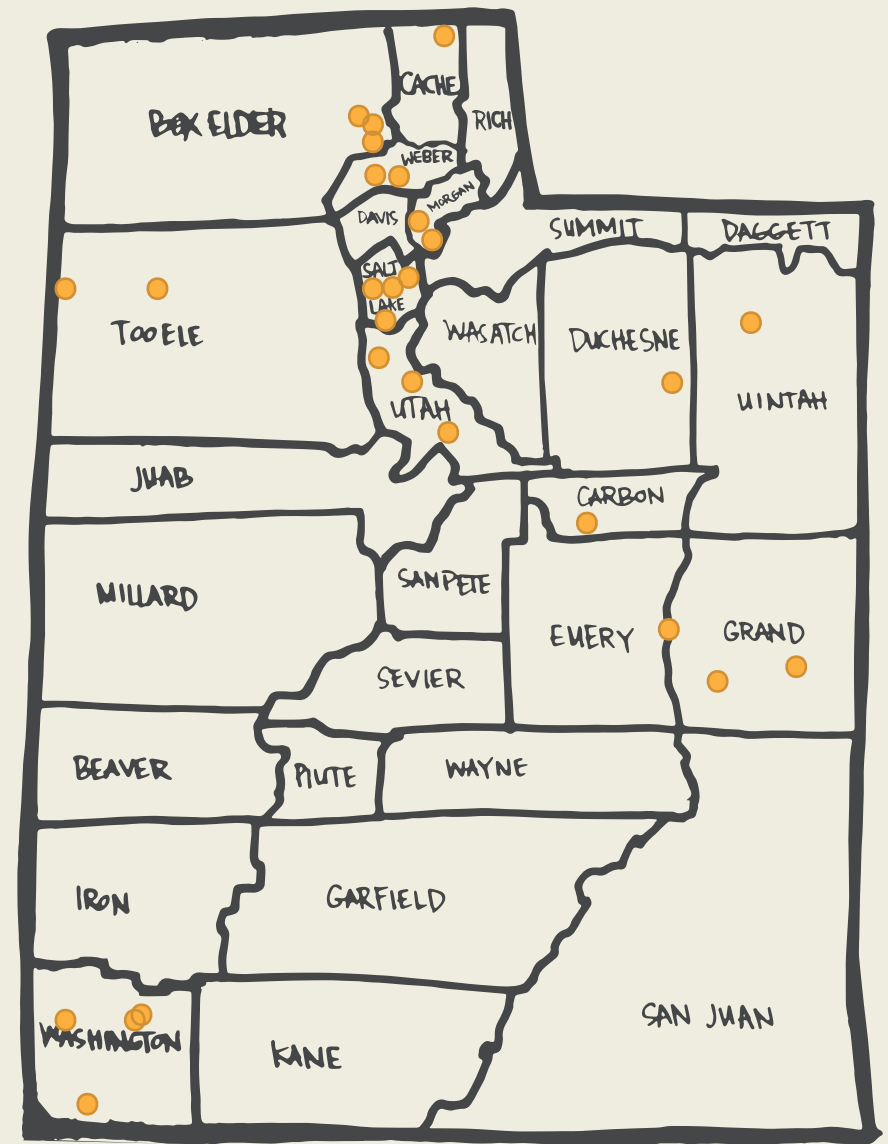 CACHE
BOX ELDER
RICH
WEBER
MORGAN
DAVIS
SUMMIT
DAGGETT
SALT
LAKE
TOOELE
WASATCH
DUCHESNE
UINTAH
UTAH
JUAB
CARBON
SANPETE
MILLARD
EMERY
GRAND
SEVIER
BEAVER
PIUTE
WAYNE
IRON
GARFIELD
SAN JUAN
WASHINGTON
KANE